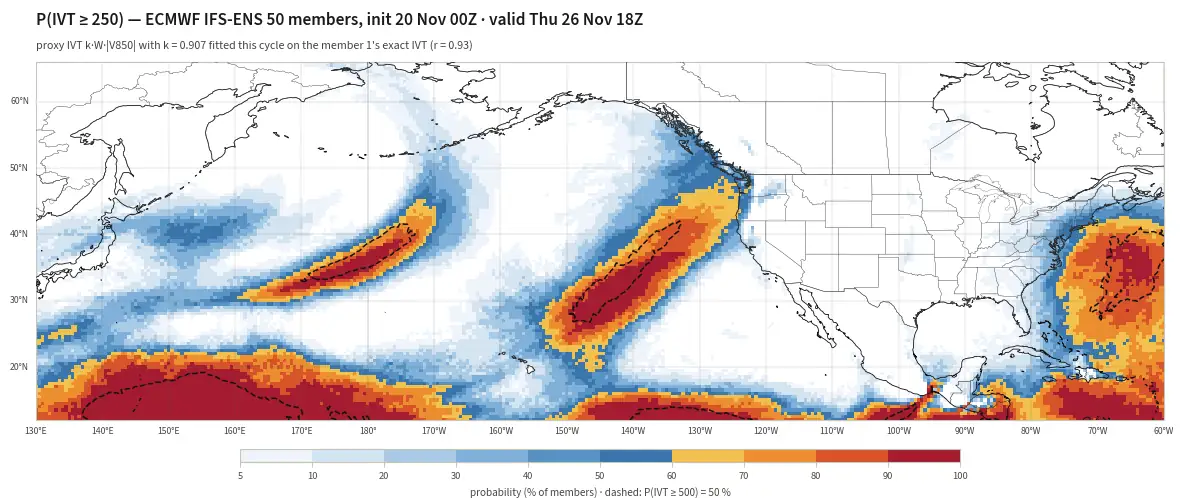 P(IVT ≥ 250) — ECMWF IFS-ENS 50 members, init 20 Nov 00Z · valid Thu 26 Nov 18Z
proxy IVT k·W·|V850| with k = 0.907 fitted this cycle on the member 1's exact IVT (r = 0.93)
60°N
50°N
40°N
30°N
20°N
130°E 140°E 150°E 160°E 170°E 180° 170°W 160°W 150°W 140°W 130°W 120°W 110°W 100°W 90°W 80°W 70°W 60°W
5 10 20 30 40 50 60 70 80 90 100
probability (% of members) · dashed: P(IVT ≥ 500) = 50 %